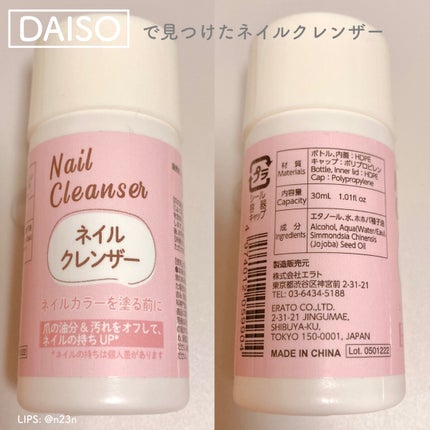 DAISO で見つけたネイルクレンザー
Nail
Cleanser
ネイル
クレンザー
ネイルカラーを塗る前に
爪の油分&汚れをオフして、
ネイルの持ちUP*
*ネイルの持ちは個人差があります
プラ
材質
Materials
ボトル、内蓋:HDPE
キャップ:ポリプロピレン
Bottle, Inner lid : HDPE
Cap : Polypropylene
内容量
Capacity
30mL 1.01fl.oz
成分
Ingredients
エタノール、水、ホホバ種子油
Alcohol, Aqua(Water/Eau),
Simmondsia Chinensis
(Jojoba) Seed Oil
製造販売元
株式会社エラト
東京都渋谷区神宮前 2-31-21
TEL: 03-6434-5188
ERATO CO.,LTD.
2-31-21 JINGUMAE,
SHIBUYA-KU,
TOKYO 150-0001, JAPAN
MADE IN CHINA
Lot. 0501222
LIPS: @n23n